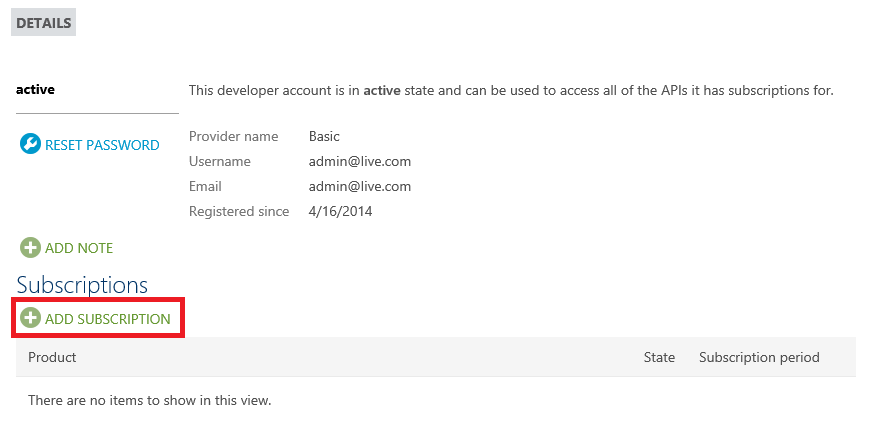 DETAILS
active
This developer account is in active state and can be used to access all of the APIs it has subscriptions for.
RESET PASSWORD
Provider name Basic
Username admin@live.com
Email admin@live.com
Registered since 4/16/2014
ADD NOTE
Subscriptions
ADD SUBSCRIPTION
Product State Subscription period
There are no items to show in this view.